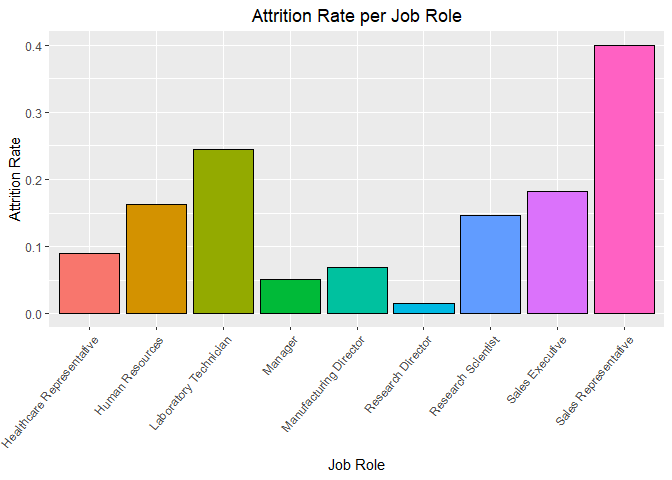 Attrition Rate per Job Role
Attrition Rate
0.4
0.3
0.2
0.1
0.0
Healthcare Representative
Human Resources
Laboratory Technician
Manager
Manufacturing Director
Research Director
Research Scientist
Sales Executive
Sales Representative
Job Role